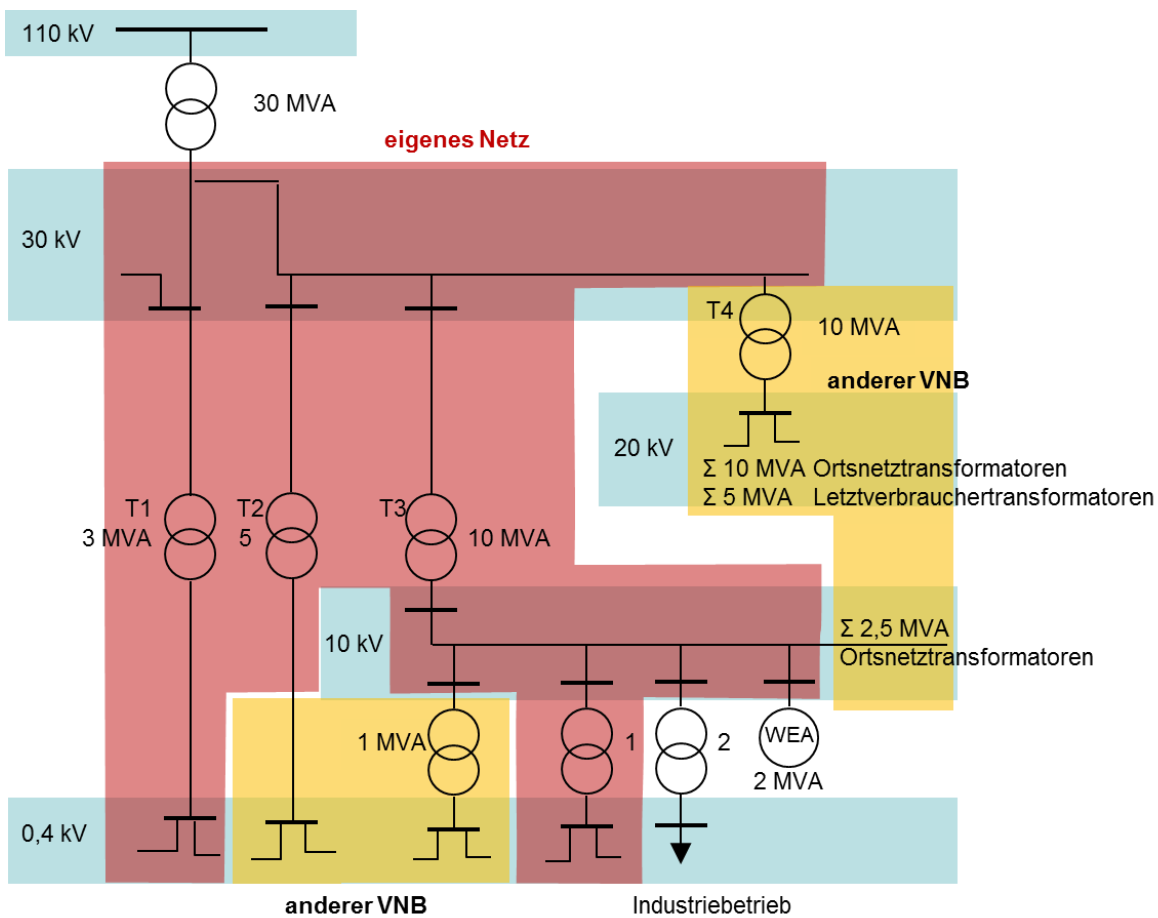 110 kV
30 MVA
eigenes Netz
30 kV
T4
10 MVA
anderer VNB
20 kV
Σ 10 MVA Ortsnetztransformatoren
Σ 5 MVA Letztverbrauchertransformatoren
T1
3 MVA
T2
5
T3
10 MVA
10 kV
Σ 2,5 MVA
Ortsnetztransformatoren
1 MVA
1
2
WEA
2 MVA
0,4 kV
anderer VNB
Industriebetrieb